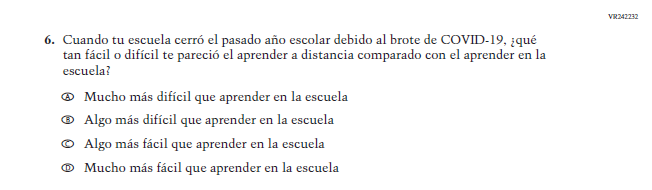 VR242232
6. Cuando tu escuela cerró el pasado año escolar debido al brote de COVID-19, ¿qué
tan fácil o difícil te pareció el aprender a distancia comparado con el aprender en la
escuela?
A Mucho más difícil que aprender en la escuela
B Algo más difícil que aprender en la escuela
C Algo más fácil que aprender en la escuela
D Mucho más fácil que aprender en la escuela